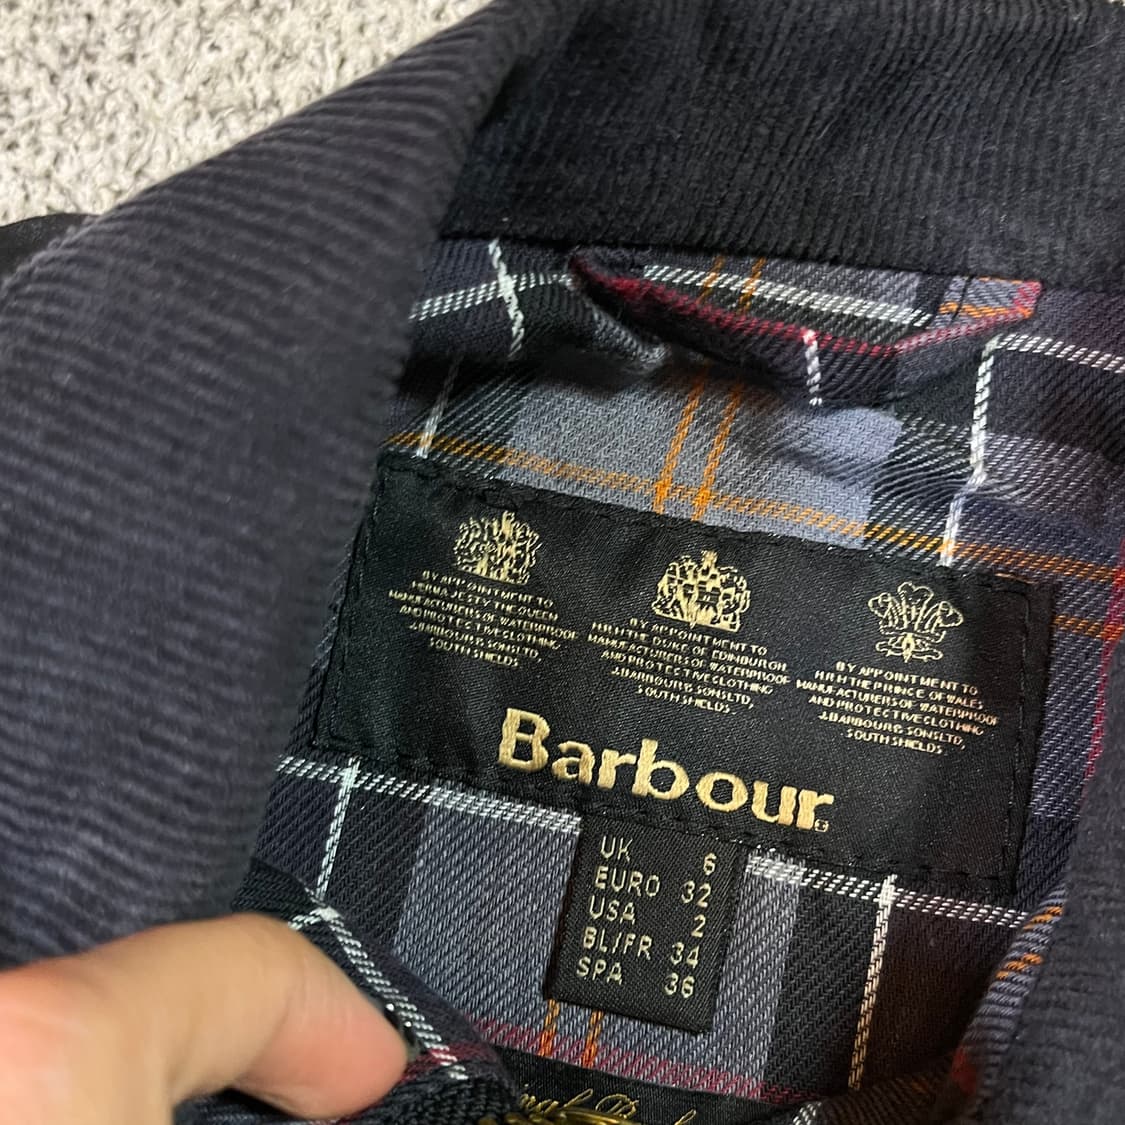 BY APPOINTMENT TO
HER MAJESTY THE QUEEN
MANUFACTURERS OF WATERPROOF
AND PROTECTIVE CLOTHING
J.BARBOUR & SONS LTD,
SOUTH SHIELDS
BY APPOINTMENT TO
H.R.H THE DUKE OF EDINBURGH
MANUFACTURERS OF WATERPROOF
AND PROTECTIVE CLOTHING
J.BARBOUR & SONS LTD,
SOUTH SHIELDS.
BY APPOINTMENT TO
H.R.H THE PRINCE OF WALES
MANUFACTURERS OF WATERPROOF
AND PROTECTIVE CLOTHING
J.BARBOUR & SONS LTD,
SOUTH SHIELDS
Barbour
UK 6
EURO 32
USA 2
BL/FR 34
SPA 36